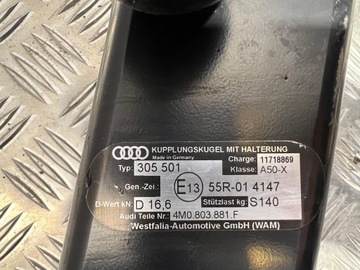 KUPPLUNGSKUGEL MIT HALTERUNG
Made in Germany Charge: 11718869
Typ: 305 501 Klasse: A50-X
Gen.-Zei.: E13 55R-01 4147
D-Wert kN: D 16,6 Stützlast kg: S140
Audi Teile Nr.: 4M0.803.881.F
Westfalia-Automotive GmbH (WAM)